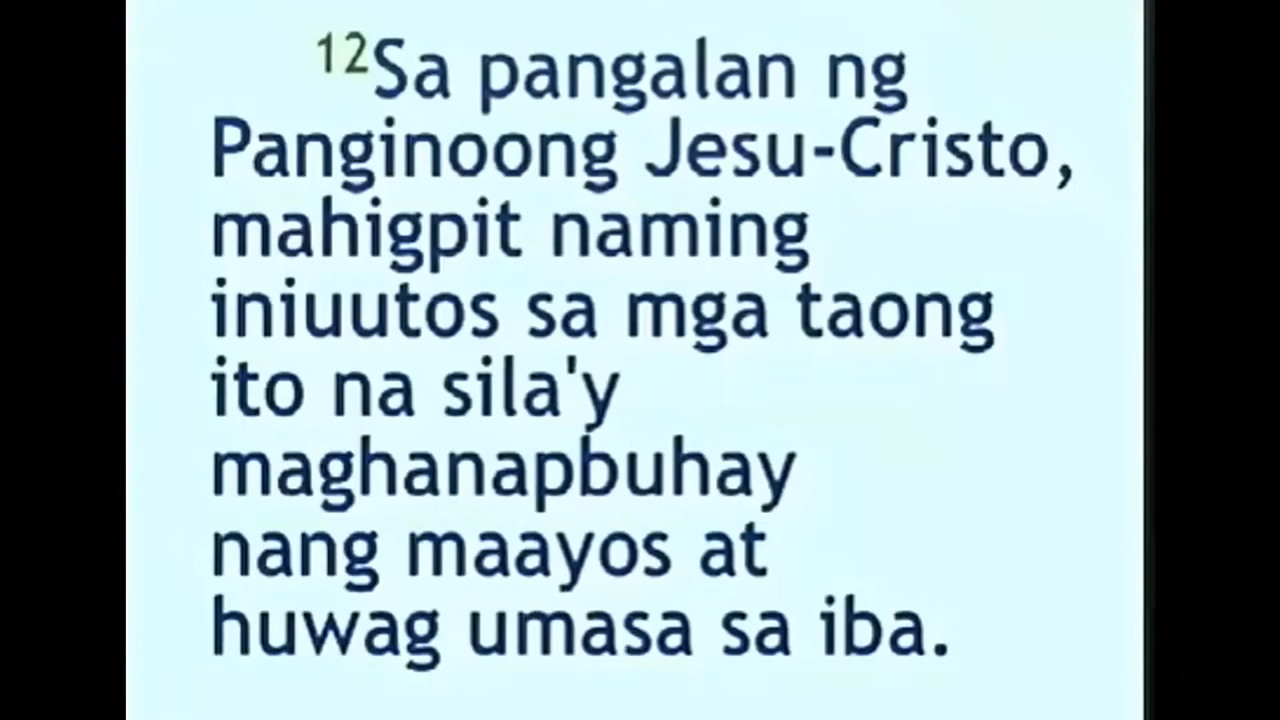 12Sa pangalan ng
Panginoong Jesu-Cristo,
mahigpit naming
iniuutos sa mga taong
ito na sila'y
maghanapbuhay
nang maayos at
huwag umasa sa iba.